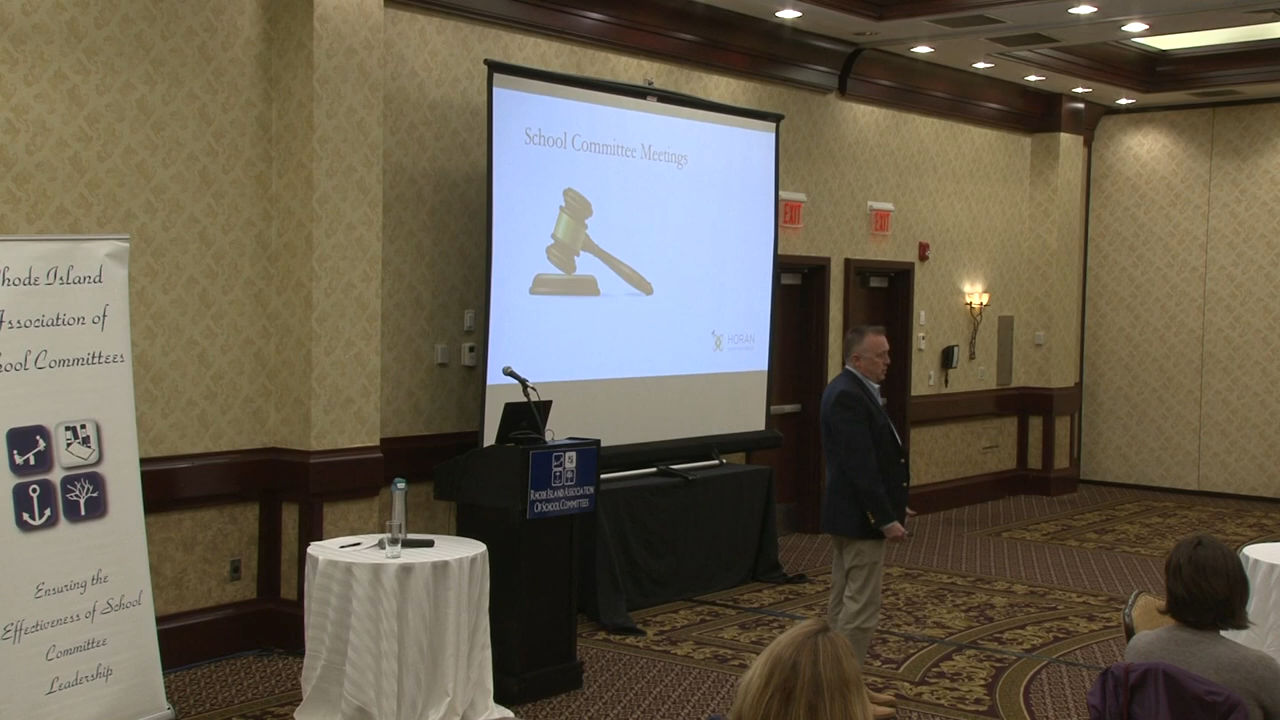 hode Island
Association of
hool Committees
Ensuring the
Effectiveness of School
Committee
Leadership
School Committee Meetings
HORAN
EXIT
EXIT
RHODE ISLAND ASSOCIATION
OF SCHOOL COMMITTEES